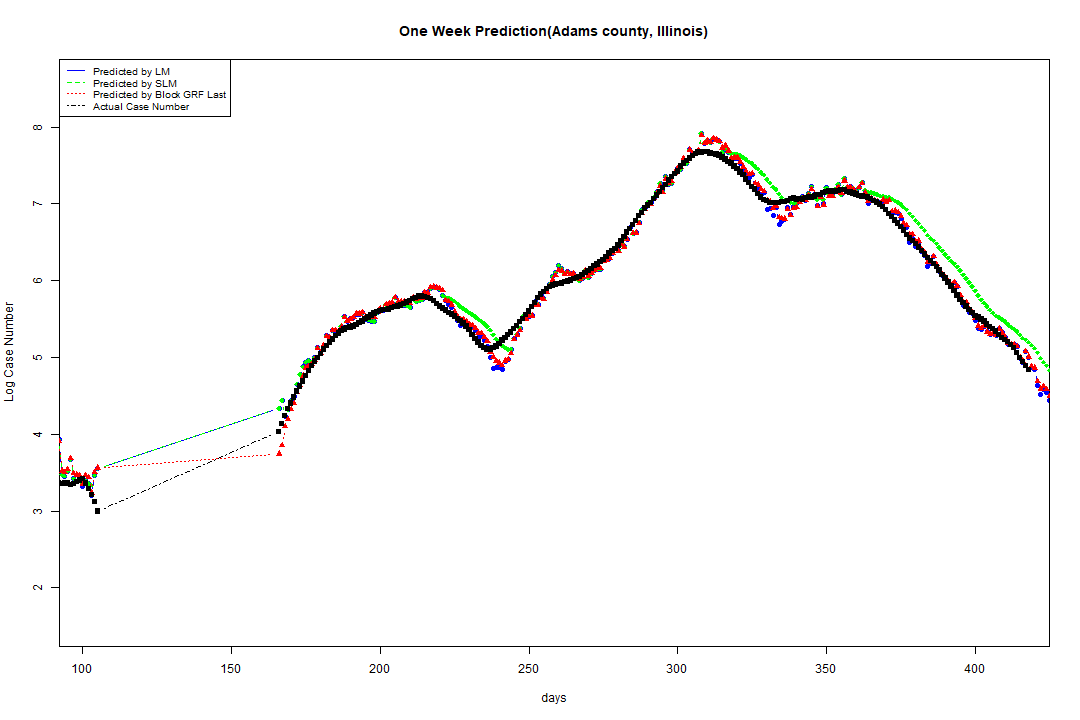 One Week Prediction(Adams county, Illinois)
Predicted by LM
Predicted by SLM
Predicted by Block GRF Last
Actual Case Number
8
7
6
5
4
3
2
Log Case Number
100 150 200 250 300 350 400
days